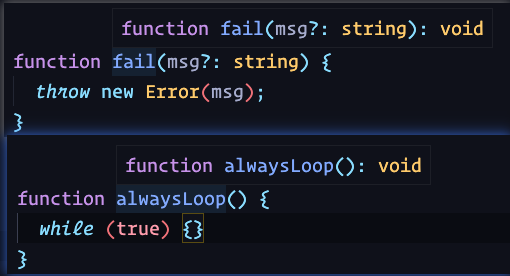 function fail(msg?: string): void
function fail(msg?: string) {
throw new Error(msg);
}
function alwaysLoop(): void
function alwaysLoop() {
while (true) {}
}